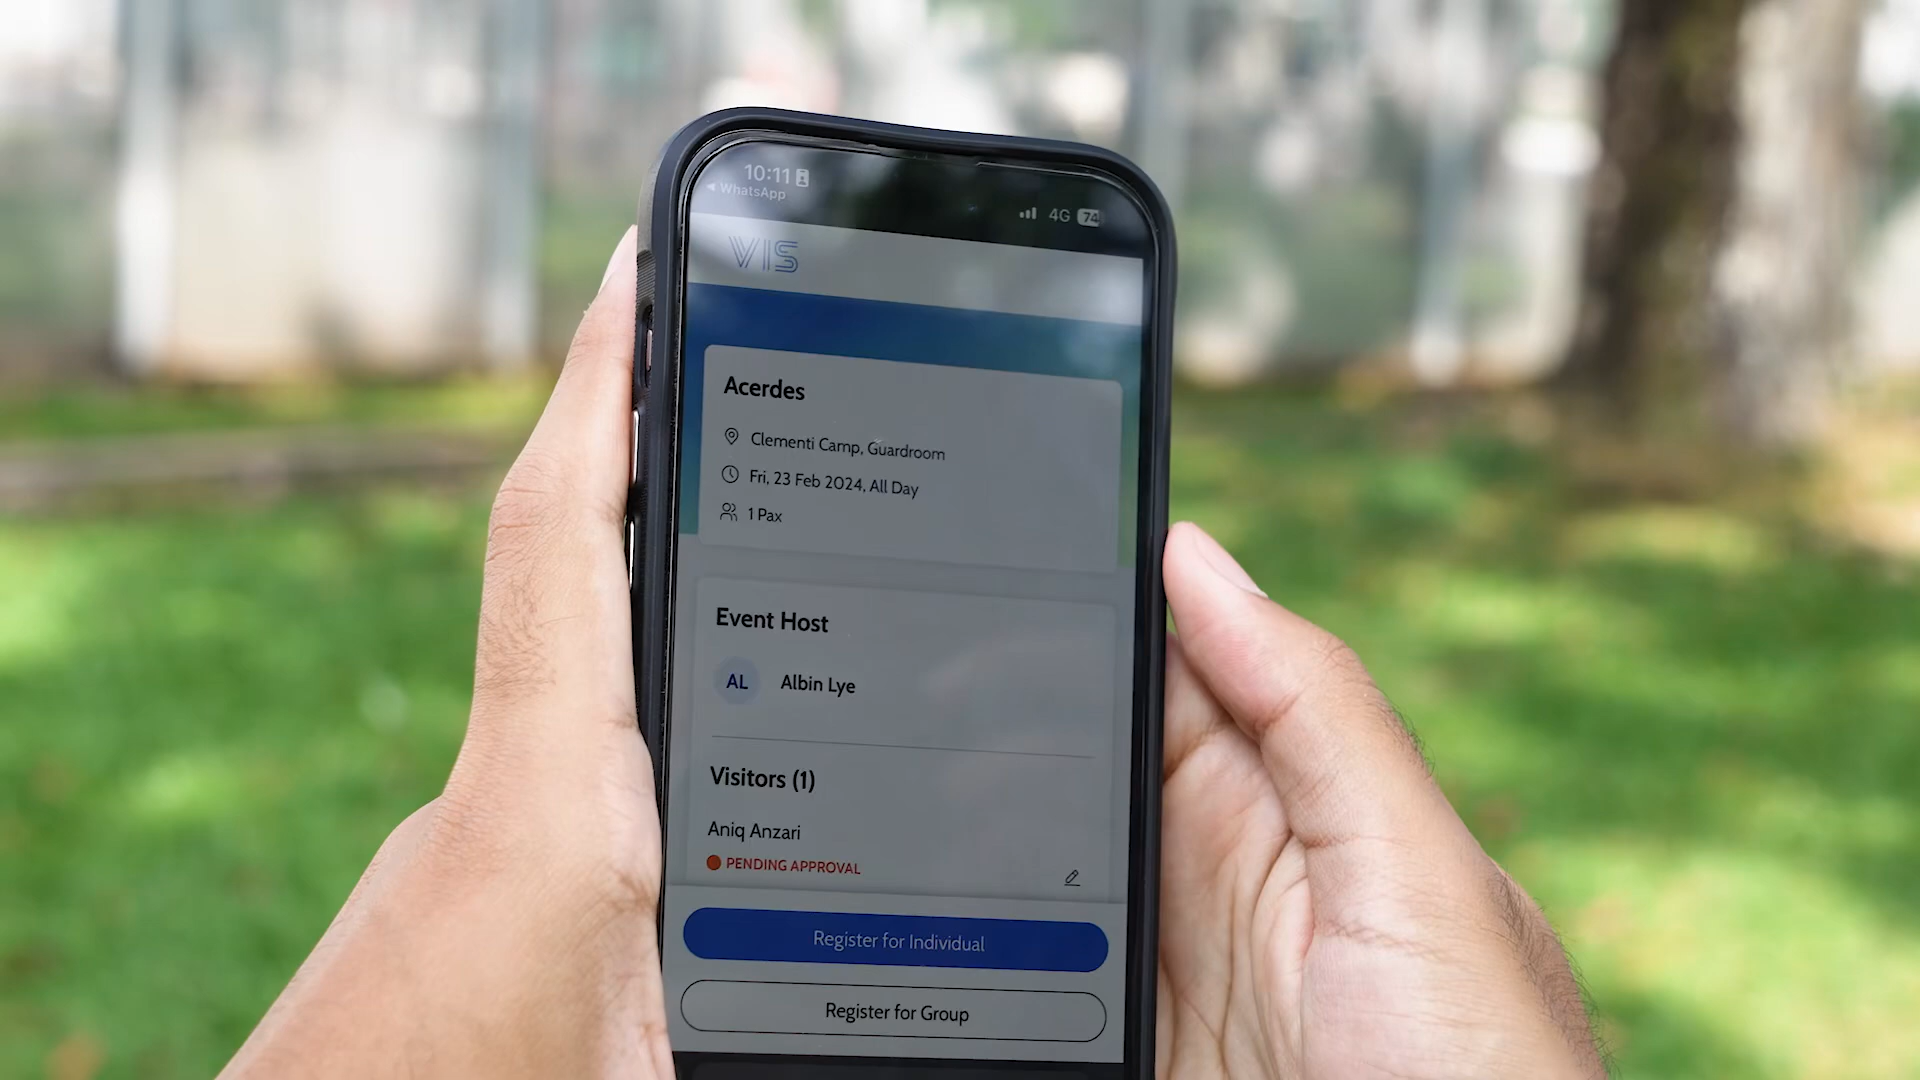 10:11
WhatsApp
4G 74
VIS
Acerdes
Clementi Camp, Guardroom
Fri, 23 Feb 2024, All Day
1 Pax
Event Host
AL Albin Lye
Visitors (1)
Aniq Anzari
PENDING APPROVAL
Register for Individual
Register for Group